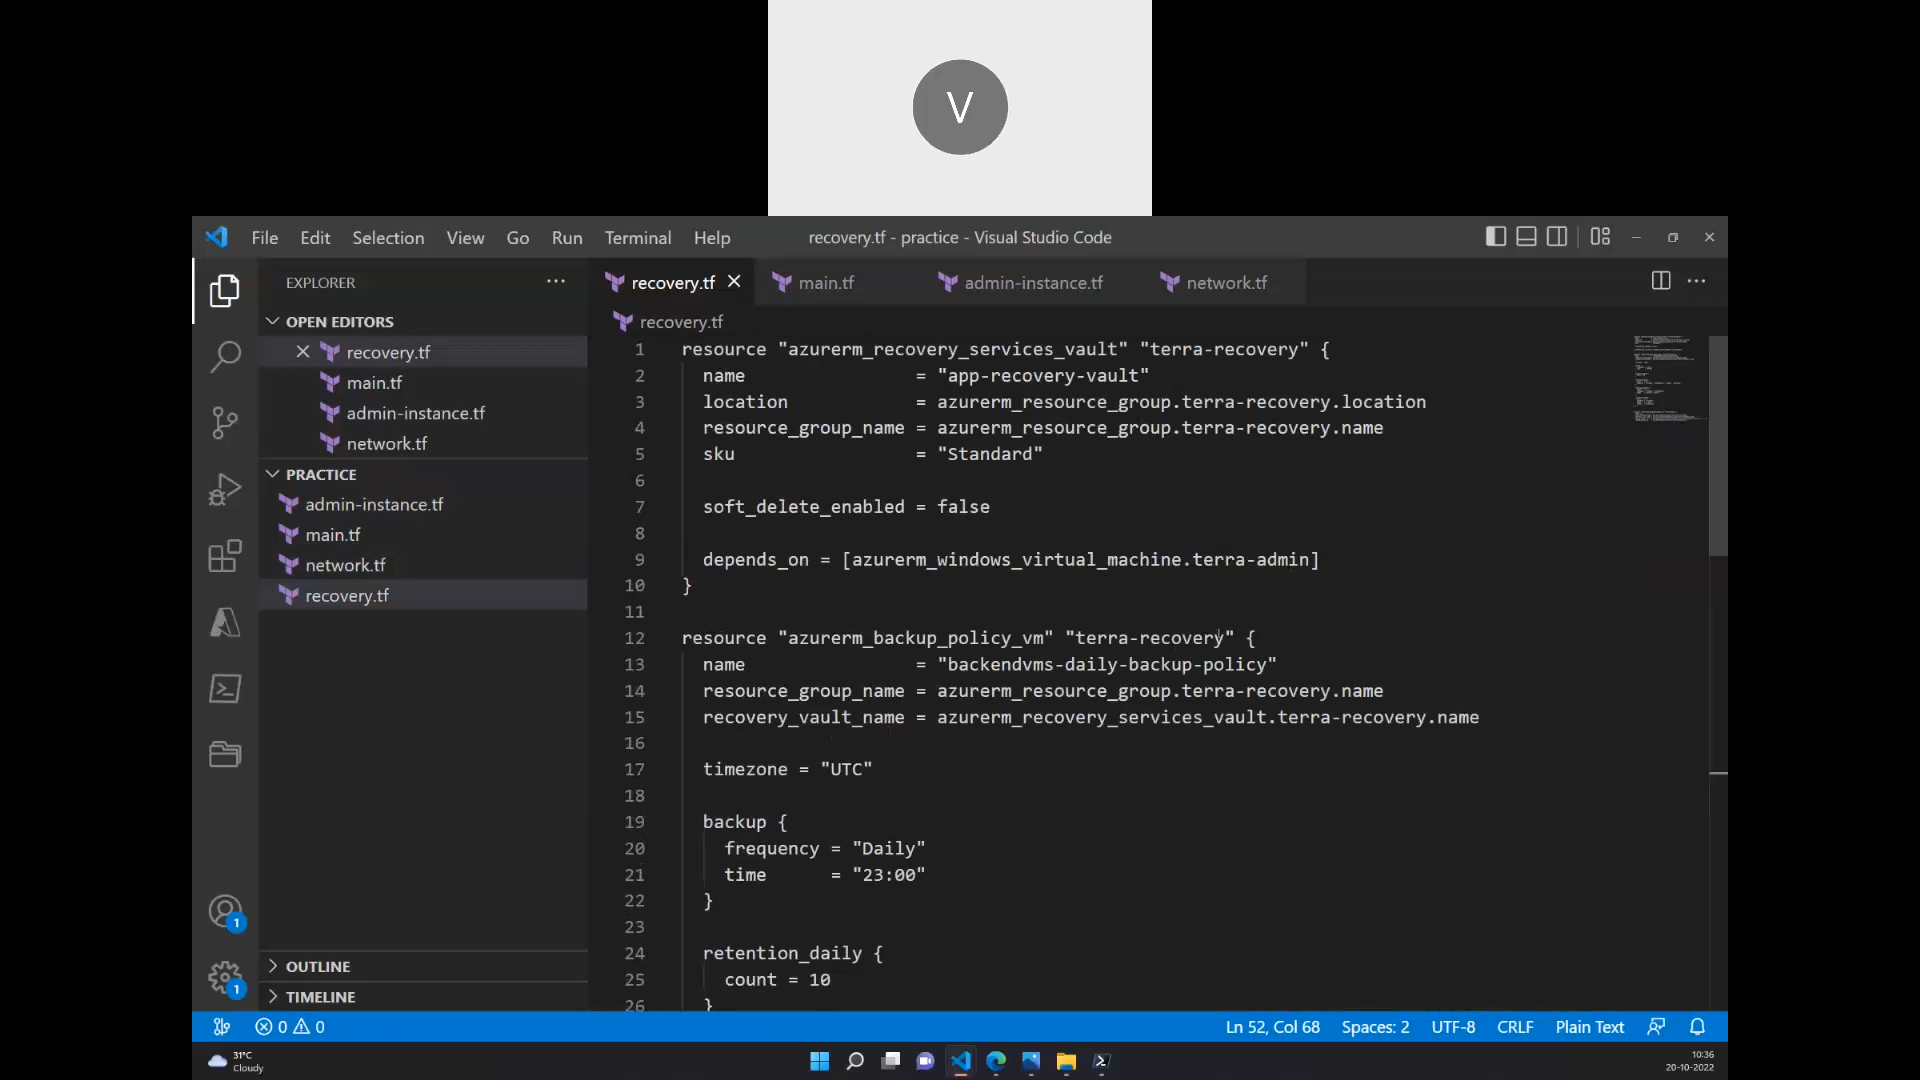 V
File Edit Selection View Go Run Terminal Help recovery.tf - practice - Visual Studio Code
EXPLORER
OPEN EDITORS
recovery.tf
main.tf
admin-instance.tf
network.tf
PRACTICE
admin-instance.tf
main.tf
network.tf
recovery.tf
OUTLINE
TIMELINE
1
1
recovery.tf main.tf admin-instance.tf network.tf
recovery.tf
1 resource "azurerm_recovery_services_vault" "terra-recovery" {
2 name = "app-recovery-vault"
3 location = azurerm_resource_group.terra-recovery.location
4 resource_group_name = azurerm_resource_group.terra-recovery.name
5 sku = "Standard"
6
7 soft_delete_enabled = false
8
9 depends_on = [azurerm_windows_virtual_machine.terra-admin]
10 }
11
12 resource "azurerm_backup_policy_vm" "terra-recovery" {
13 name = "backendvms-daily-backup-policy"
14 resource_group_name = azurerm_resource_group.terra-recovery.name
15 recovery_vault_name = azurerm_recovery_services_vault.terra-recovery.name
16
17 timezone = "UTC"
18
19 backup {
20 frequency = "Daily"
21 time = "23:00"
22 }
23
24 retention_daily {
25 count = 10
26 }
0 0 Ln 52, Col 68 Spaces: 2 UTF-8 CRLF Plain Text
31°C
Cloudy
10:36
20-10-2022